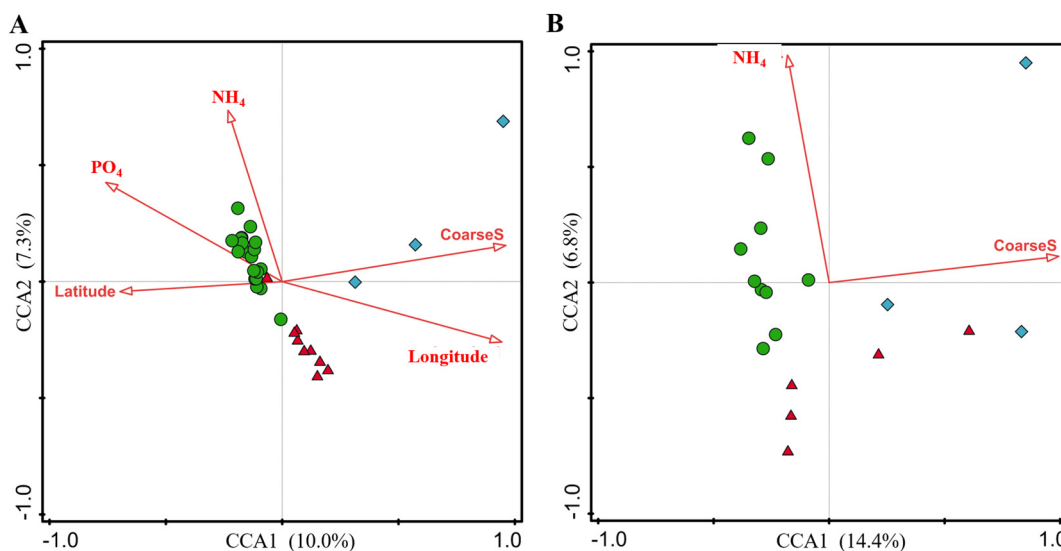 A
1.0
NH₄
PO₄
CoarseS
Latitude
Longitude
CCA2 (7.3%)
-1.0
-1.0
CCA1 (10.0%)
1.0
B
1.0
NH₄
CoarseS
CCA2 (6.8%)
-1.0
-1.0
CCA1 (14.4%)
1.0